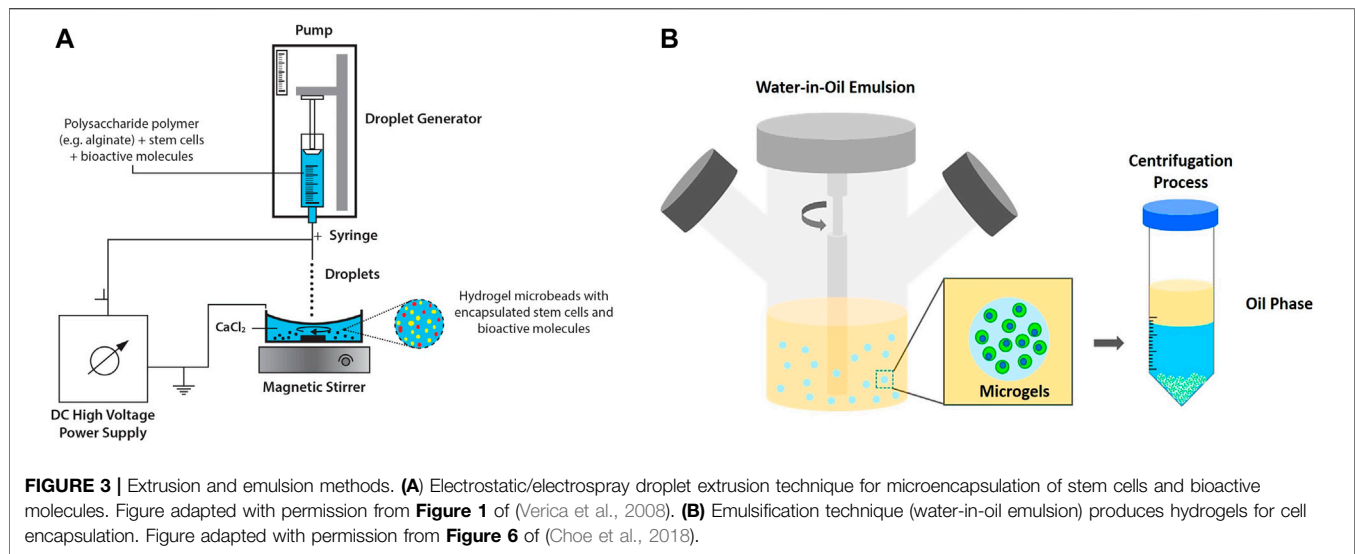 A
Pump
Droplet Generator
Polysaccharide polymer
(e.g. alginate) + stem cells
+ bioactive molecules
+ Syringe
Droplets
CaCl₂
Hydrogel microbeads with
encapsulated stem cells and
bioactive molecules
Magnetic Stirrer
DC High Voltage
Power Supply
B
Water-in-Oil Emulsion
Microgels
Centrifugation
Process
Oil Phase
FIGURE 3 | Extrusion and emulsion methods. (A) Electrostatic/electrospray droplet extrusion technique for microencapsulation of stem cells and bioactive
molecules. Figure adapted with permission from Figure 1 of (Verica et al., 2008). (B) Emulsification technique (water-in-oil emulsion) produces hydrogels for cell
encapsulation. Figure adapted with permission from Figure 6 of (Choe et al., 2018).